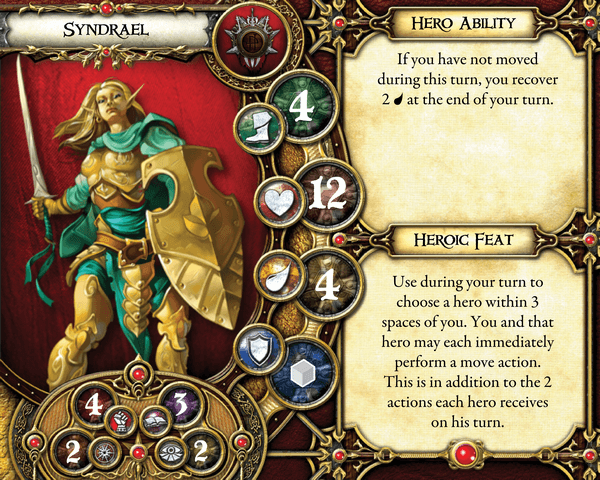 Syndrael
4
12
4
4
3
2
2
Hero Ability
If you have not moved
during this turn, you recover
2 at the end of your turn.
Heroic Feat
Use during your turn to
choose a hero within 3
spaces of you. You and that
hero may each immediately
perform a move action.
This is in addition to the 2
actions each hero receives
on his turn.